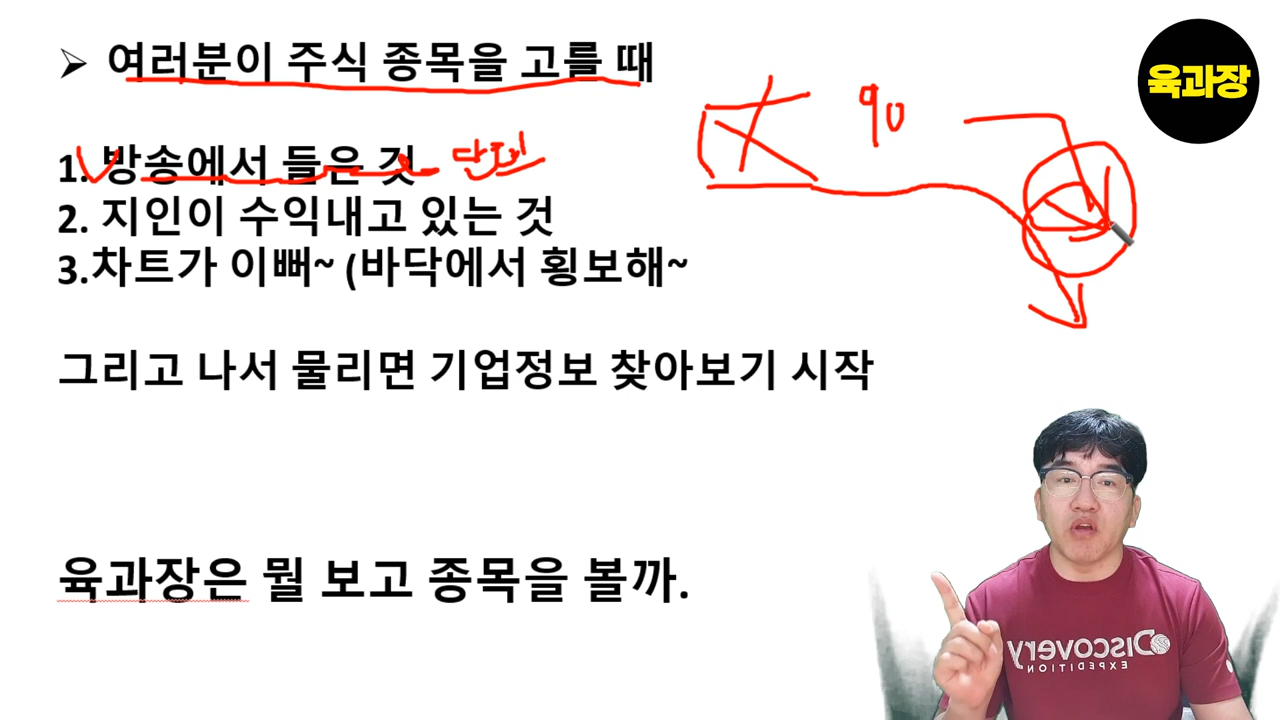 ➢ 여러분이 주식 종목을 고를 때
육과장
1. 방송에서 들은 것
90
2. 지인이 수익내고 있는 것
3.차트가 이뻐~ (바닥에서 횡보해~
그리고 나서 물리면 기업정보 찾아보기 시작
육과장은 뭘 보고 종목을 볼까.
Discovery
EXPEDITION